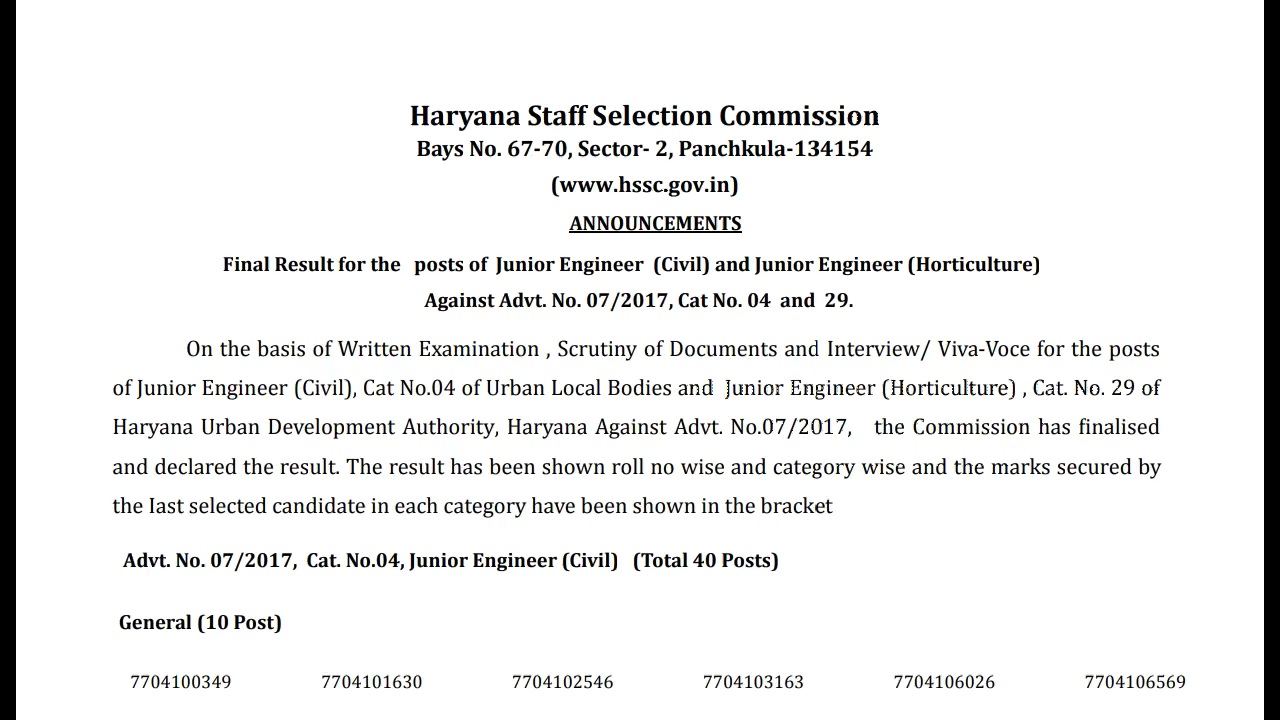 Haryana Staff Selection Commission
Bays No. 67-70, Sector- 2, Panchkula-134154
(www.hssc.gov.in)
ANNOUNCEMENTS
Final Result for the posts of Junior Engineer (Civil) and Junior Engineer (Horticulture)
Against Advt. No. 07/2017, Cat No. 04 and 29.
On the basis of Written Examination , Scrutiny of Documents and Interview/ Viva-Voce for the posts
of Junior Engineer (Civil), Cat No.04 of Urban Local Bodies and Junior Engineer (Horticulture) , Cat. No. 29 of
Haryana Urban Development Authority, Haryana Against Advt. No.07/2017, the Commission has finalised
and declared the result. The result has been shown roll no wise and category wise and the marks secured by
the Iast selected candidate in each category have been shown in the bracket
Advt. No. 07/2017, Cat. No.04, Junior Engineer (Civil) (Total 40 Posts)
General (10 Post)
7704100349 7704101630 7704102546 7704103163 7704106026 7704106569